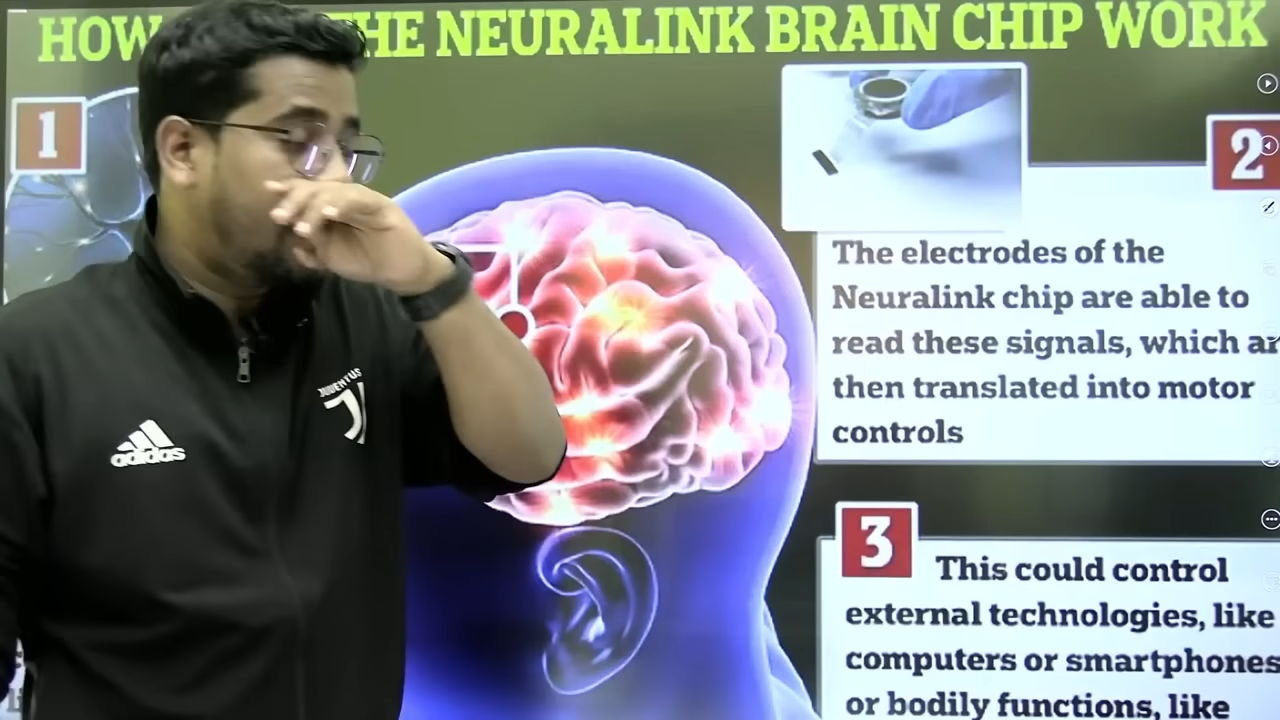 HOW THE NEURALINK BRAIN CHIP WORK
1
2
The electrodes of the
Neuralink chip are able to
read these signals, which ar
then translated into motor
controls
3
This could control
external technologies, like
computers or smartphones
or bodily functions, like
adidas
JUVENTUS